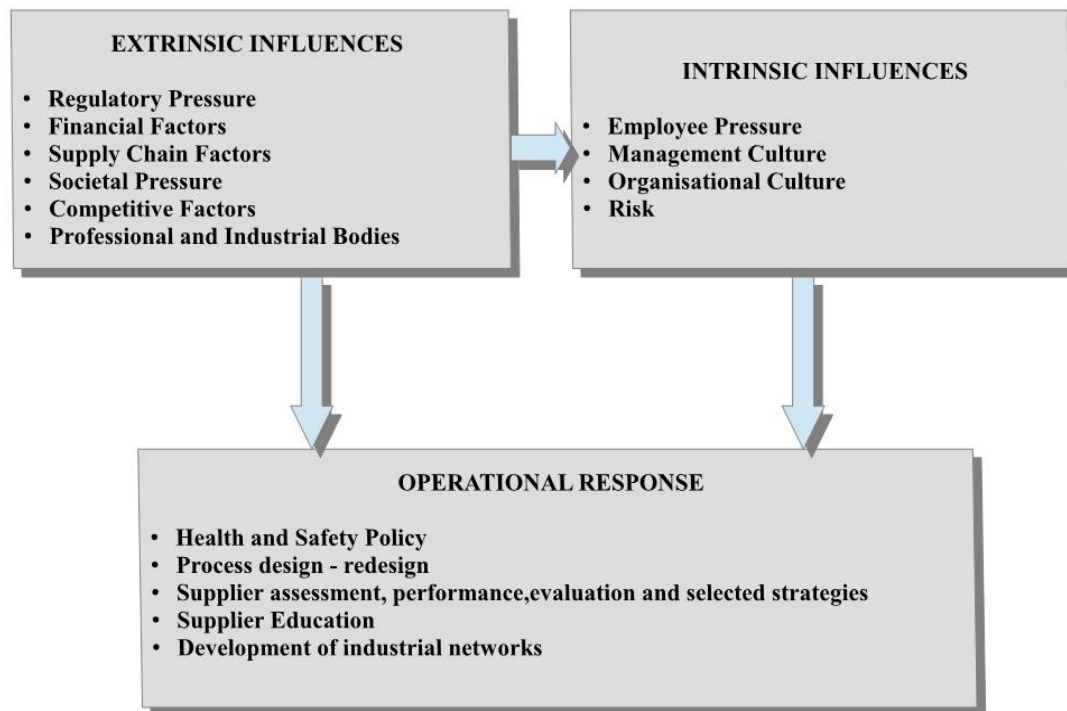 EXTRINSIC INFLUENCES
• Regulatory Pressure
• Financial Factors
• Supply Chain Factors
• Societal Pressure
• Competitive Factors
• Professional and Industrial Bodies
INTRINSIC INFLUENCES
• Employee Pressure
• Management Culture
• Organisational Culture
• Risk
OPERATIONAL RESPONSE
• Health and Safety Policy
• Process design - redesign
• Supplier assessment, performance,evaluation and selected strategies
• Supplier Education
• Development of industrial networks